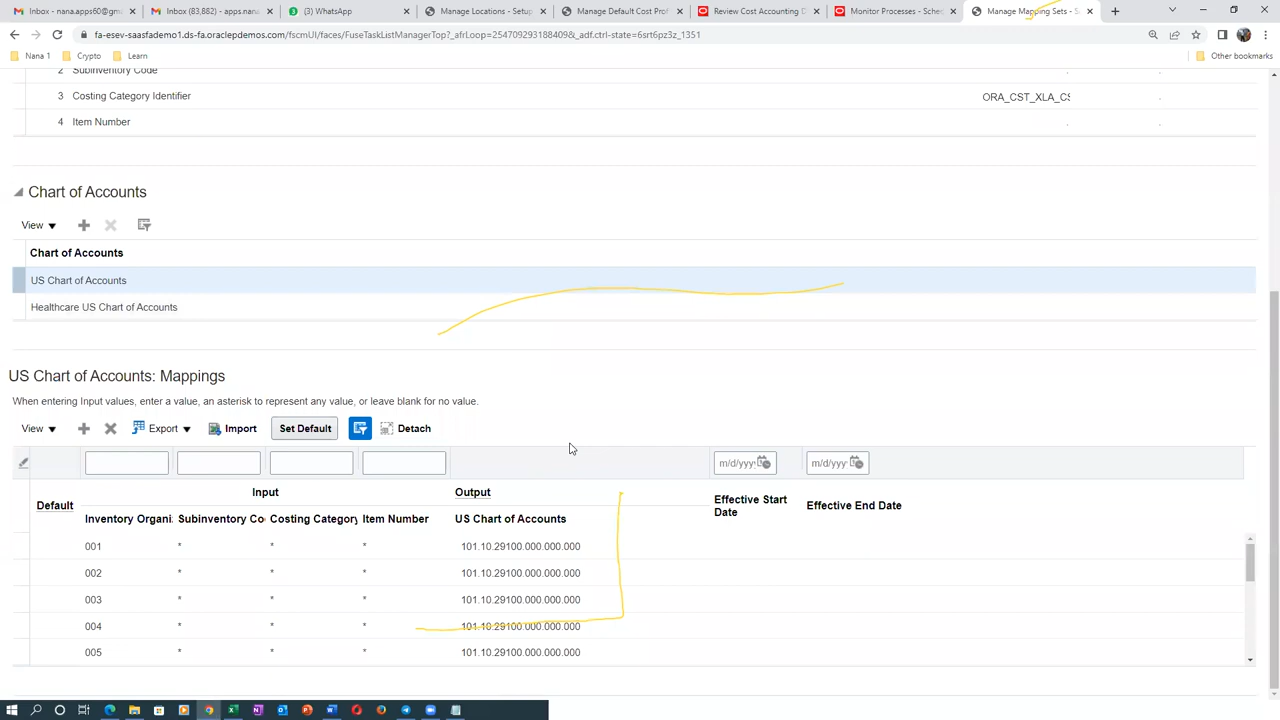 Inbox - nana.apps60@gma
Inbox (83,882) - apps.nana
(3) WhatsApp
Manage Locations - Setup
Manage Default Cost Prof
Review Cost Accounting D
Monitor Processes - Sche
Manage Mapping Sets - S
fa-esev-saasfademo1.ds-fa.oraclepdemos.com/fscmUI/faces/FuseTaskListManagerTop?_afrLoop=2547092931884098&_adf.ctrl-state=6srt6pz3z_1351
Nana 1
Crypto
Learn
Other bookmarks
2 Subinventory Code
3 Costing Category Identifier ORA_CST_XLA_CS
4 Item Number
Chart of Accounts
View
Chart of Accounts
US Chart of Accounts
Healthcare US Chart of Accounts
US Chart of Accounts: Mappings
When entering Input values, enter a value, an asterisk to represent any value, or leave blank for no value.
View Export Import Set Default Detach
m/d/yyy m/d/yyy
Default Input Output Effective Start Date Effective End Date
Inventory Organi Subinventory Co Costing Category Item Number US Chart of Accounts
001 * * * 101.10.29100.000.000.000
002 * * * 101.10.29100.000.000.000
003 * * * 101.10.29100.000.000.000
004 * * * 101.10.29100.000.000.000
005 * * * 101.10.29100.000.000.000